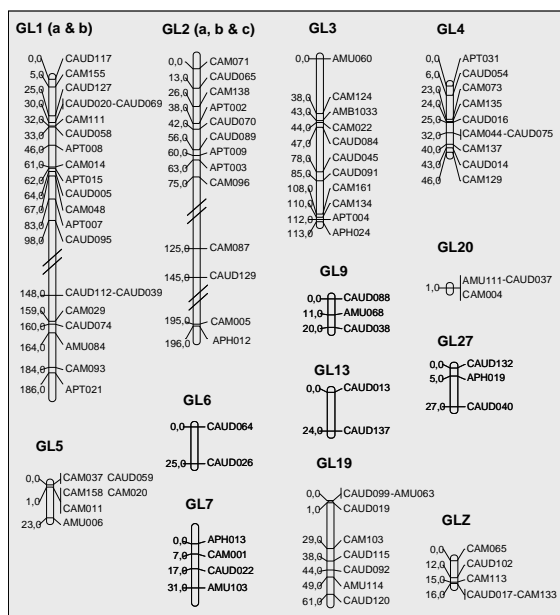 GL1 (a & b)
0,0 CAUD117
5,0 CAM155
25,0 CAUD127
30,0 CAUD020-CAUD069
32,0 CAM111
33,0 CAUD058
46,0 APT008
61,0 CAM014
62,0 APT015
64,0 CAUD005
67,0 CAM048
83,0 APT007
98,0 CAUD095
148,0 CAUD112-CAUD039
159,0 CAM029
160,0 CAUD074
164,0 AMU084
184,0 CAM093
186,0 APT021
GL2 (a, b & c)
0,0 CAM071
13,0 CAUD065
26,0 CAM138
38,0 APT002
42,0 CAUD070
56,0 CAUD089
60,0 APT009
63,0 APT003
75,0 CAM096
125,0 CAM087
145,0 CAUD129
195,0 CAM005
196,0 APH012
GL3
0,0 AMU060
38,0 CAM124
43,0 AMB1033
44,0 CAM022
47,0 CAUD084
78,0 CAUD045
85,0 CAUD091
108,0 CAM161
110,0 CAM134
112,0 APT004
113,0 APH024
GL4
0,0 APT031
6,0 CAUD054
23,0 CAM073
24,0 CAM135
25,0 CAUD016
32,0 CAM044-CAUD075
40,0 CAM137
43,0 CAUD014
46,0 CAM129
GL9
0,0 CAUD088
11,0 AMU068
20,0 CAUD038
GL20
1,0 AMU111-CAUD037
CAM004
GL13
0,0 CAUD013
24,0 CAUD137
GL27
0,0 CAUD132
5,0 APH019
27,0 CAUD040
GL5
0,0 CAM037 CAUD059
1,0 CAM158 CAM020
CAM011
23,0 AMU006
GL6
0,0 CAUD064
25,0 CAUD026
GL7
0,0 APH013
7,0 CAM001
17,0 CAUD022
31,0 AMU103
GL19
0,0 CAUD099-AMU063
1,0 CAUD019
29,0 CAM103
38,0 CAUD115
44,0 CAUD092
49,0 AMU114
61,0 CAUD120
GLZ
0,0 CAM065
12,0 CAUD102
15,0 CAM113
16,0 CAUD017-CAM133